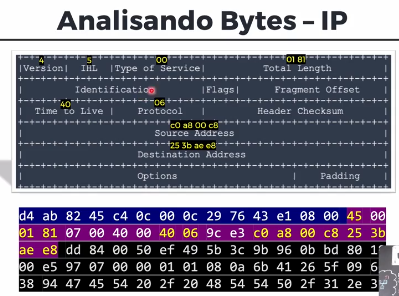 Analisando Bytes – IP
4 5 00 01 81
|Version| IHL |Type of Service| Total Length |
| Identification |Flags| Fragment Offset |
40 06
| Time to Live | Protocol | Header Checksum |
c0 a8 00 c8
| Source Address |
25 3b ae e8
| Destination Address |
| Options | Padding |
d4 ab 82 45 c4 0c 00 0c 29 76 43 e1 08 00 45 00
01 81 07 00 40 00 40 06 9c e3 c0 a8 00 c8 25 3b
ae e8 dd 84 00 50 ef 49 5b 3c 9b 96 0b bd 80 1
00 e5 97 07 00 00 01 01 08 0a 6b 41 26 5f 09 6
38 94 47 45 54 20 2f 20 48 54 54 50 2f 31 2e 3